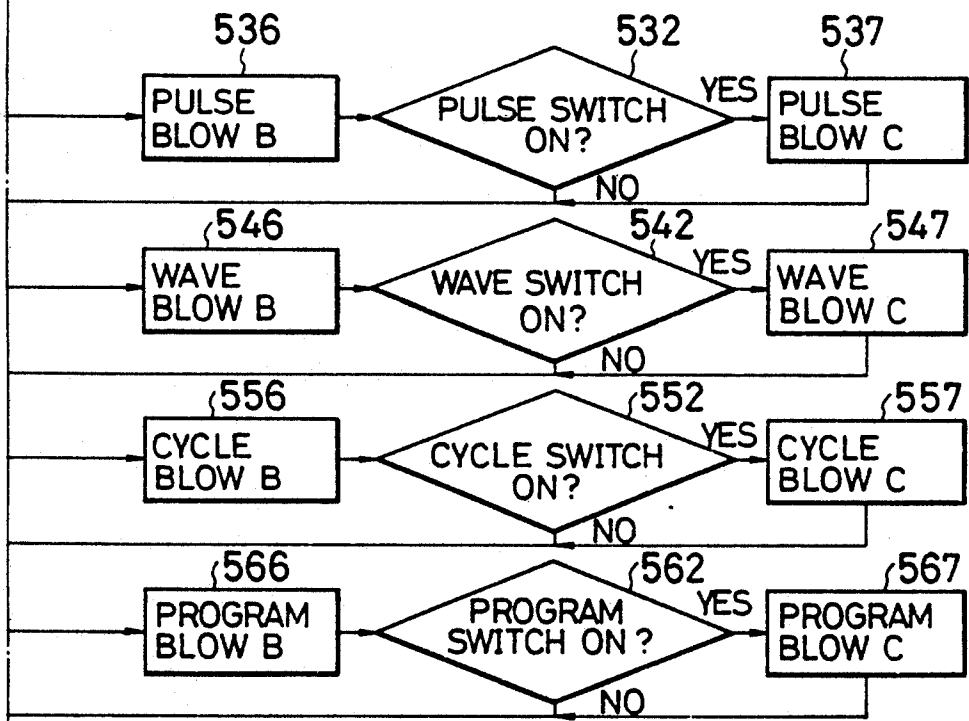 536
532
537
PULSE
BLOW B
PULSE SWITCH
ON?
YES
PULSE
BLOW C
NO
546
542
547
WAVE
BLOW B
WAVE SWITCH
ON?
YES
WAVE
BLOW C
NO
556
552
557
CYCLE
BLOW B
CYCLE SWITCH
ON?
YES
CYCLE
BLOW C
NO
566
562
567
PROGRAM
BLOW B
PROGRAM
SWITCH ON?
YES
PROGRAM
BLOW C
NO